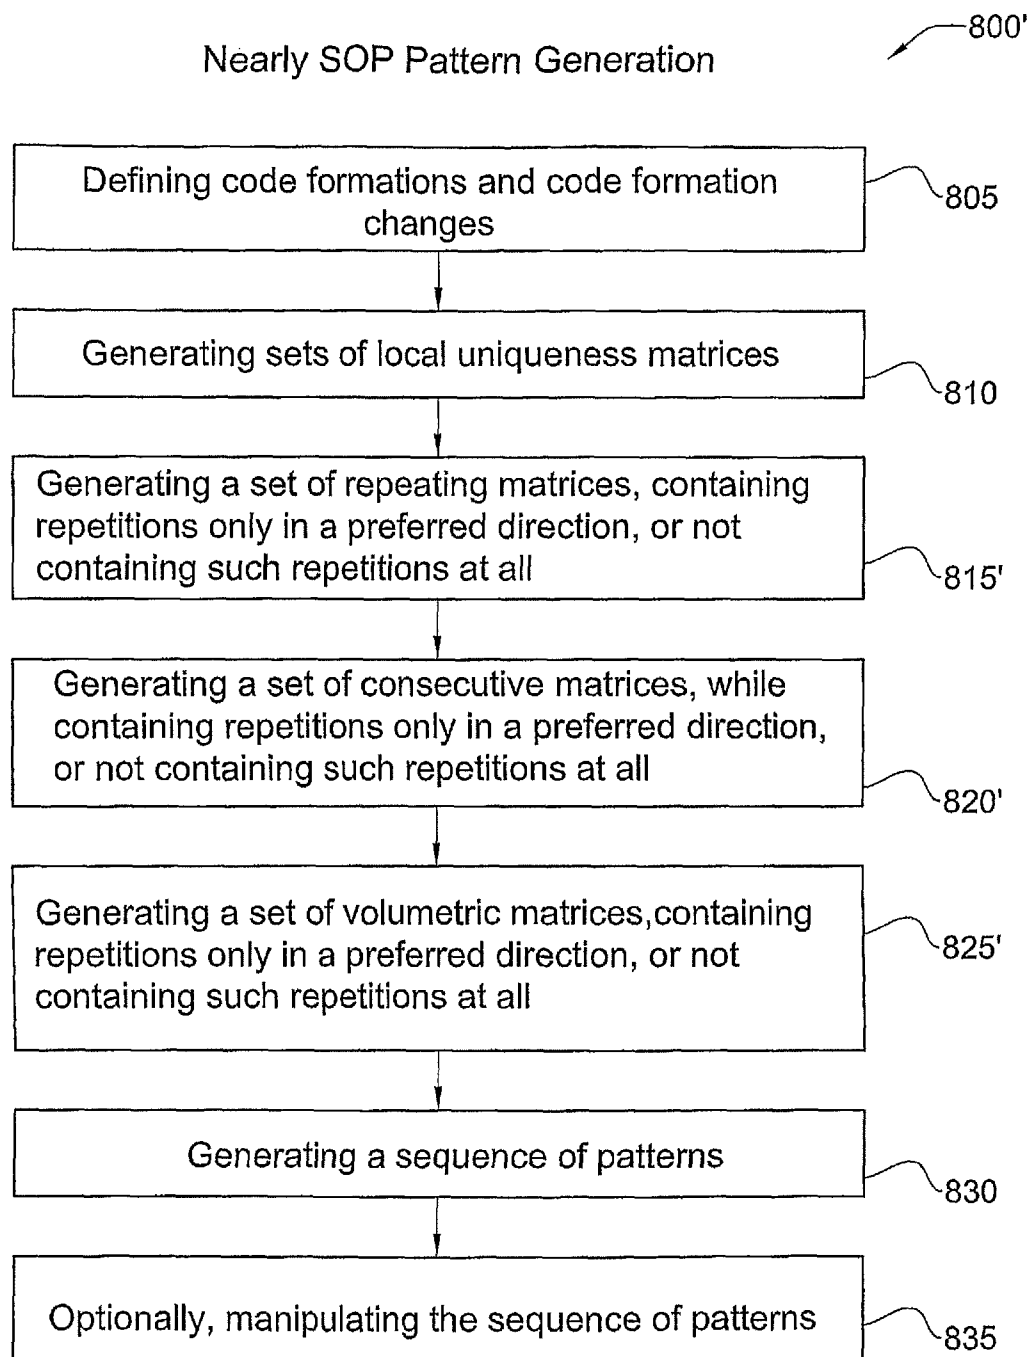 800'
Nearly SOP Pattern Generation
Defining code formations and code formation
changes
805
Generating sets of local uniqueness matrices
810
Generating a set of repeating matrices, containing
repetitions only in a preferred direction, or not
containing such repetitions at all
815'
Generating a set of consecutive matrices, while
containing repetitions only in a preferred direction,
or not containing such repetitions at all
820'
Generating a set of volumetric matrices,containing
repetitions only in a preferred direction, or not
containing such repetitions at all
825'
Generating a sequence of patterns
830
Optionally, manipulating the sequence of patterns
835